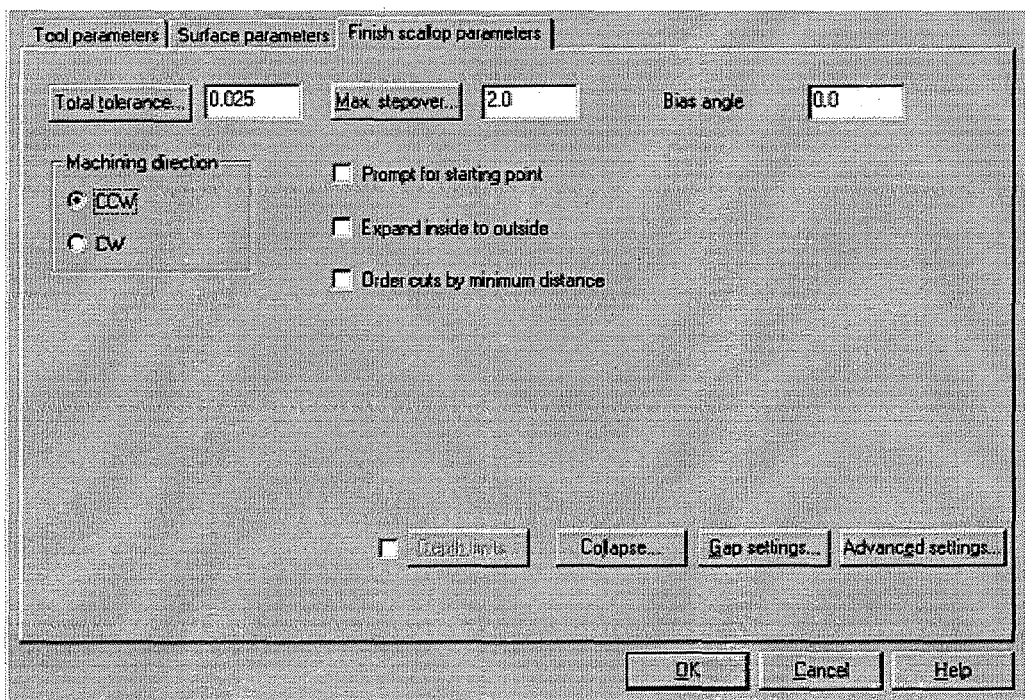 Tool parameters Surface parameters Finish scallop parameters
Total tolerance... 0.025 Max. stepover... 2.0 Bias angle 0.0
Machining direction
CCW
CW
Prompt for starting point
Expand inside to outside
Order cuts by minimum distance
Depth limits... Collapse... Gap settings... Advanced settings...
OK Cancel Help